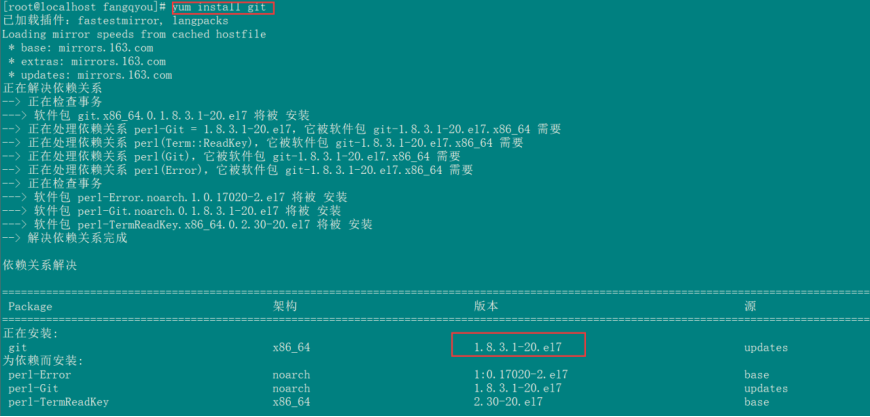 [root@localhost fangqyou]# yum install git
已加载插件：fastestmirror, langpacks
Loading mirror speeds from cached hostfile
* base: mirrors.163.com
* extras: mirrors.163.com
* updates: mirrors.163.com
正在解决依赖关系
--> 正在检查事务
---> 软件包 git.x86_64.0.1.8.3.1-20.el7 将被 安装
--> 正在处理依赖关系 perl-Git = 1.8.3.1-20.el7，它被软件包 git-1.8.3.1-20.el7.x86_64 需要
--> 正在处理依赖关系 perl(Term::ReadKey)，它被软件包 git-1.8.3.1-20.el7.x86_64 需要
--> 正在处理依赖关系 perl(Git)，它被软件包 git-1.8.3.1-20.el7.x86_64 需要
--> 正在处理依赖关系 perl(Error)，它被软件包 git-1.8.3.1-20.el7.x86_64 需要
--> 正在检查事务
---> 软件包 perl-Error.noarch.1.0.17020-2.el7 将被 安装
---> 软件包 perl-Git.noarch.0.1.8.3.1-20.el7 将被 安装
---> 软件包 perl-TermReadKey.x86_64.0.2.30-20.el7 将被 安装
--> 解决依赖关系完成
依赖关系解决
Package 架构 版本 源
正在安装:
git x86_64 1.8.3.1-20.el7 updates
为依赖而安装:
perl-Error noarch 1:0.17020-2.el7 base
perl-Git noarch 1.8.3.1-20.el7 updates
perl-TermReadKey x86_64 2.30-20.el7 base